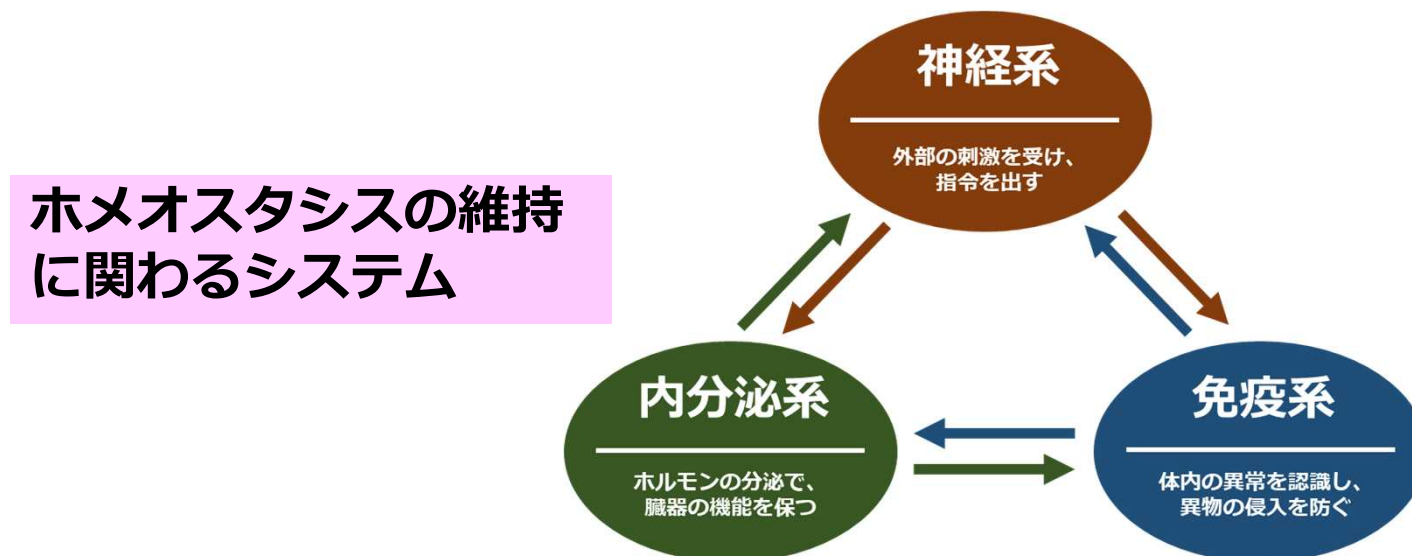 ホメオスタシスの維持
に関わるシステム
神経系
外部の刺激を受け、
指令を出す
内分泌系
ホルモンの分泌で、
臓器の機能を保つ
免疫系
体内の異常を認識し、
異物の侵入を防ぐ